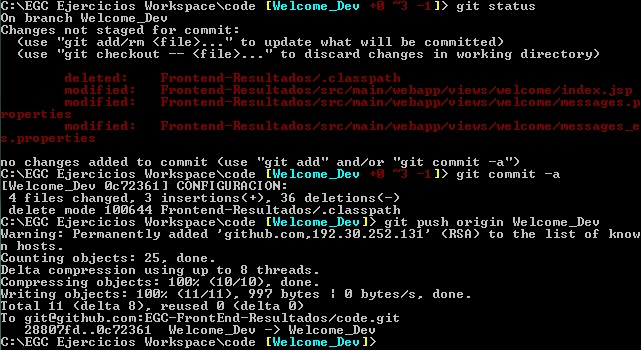 C:\EGC Ejercicios Workspace\code [Welcome_Dev +0 ~3 -1]> git status
On branch Welcome_Dev
Changes not staged for commit:
  (use "git add/rm <file>..." to update what will be committed)
  (use "git checkout -- <file>..." to discard changes in working directory)
        deleted:    Frontend-Resultados/.classpath
        modified:   Frontend-Resultados/src/main/webapp/views/welcome/index.jsp
        modified:   Frontend-Resultados/src/main/webapp/views/welcome/messages.p
roperties
        modified:   Frontend-Resultados/src/main/webapp/views/welcome/messages_e
s.properties
no changes added to commit (use "git add" and/or "git commit -a")
C:\EGC Ejercicios Workspace\code [Welcome_Dev +0 ~3 -1]> git commit -a
[Welcome_Dev 0c72361] CONFIGURACION:
 4 files changed, 3 insertions(+), 36 deletions(-)
 delete mode 100644 Frontend-Resultados/.classpath
C:\EGC Ejercicios Workspace\code [Welcome_Dev]> git push origin Welcome_Dev
Warning: Permanently added 'github.com,192.30.252.131' (RSA) to the list of know
n hosts.
Counting objects: 25, done.
Delta compression using up to 8 threads.
Compressing objects: 100% (10/10), done.
Writing objects: 100% (11/11), 997 bytes | 0 bytes/s, done.
Total 11 (delta 8), reused 0 (delta 0)
To git@github.com:EGC-FrontEnd-Resultados/code.git
   28807fd..0c72361  Welcome_Dev -> Welcome_Dev
C:\EGC Ejercicios Workspace\code [Welcome_Dev]>